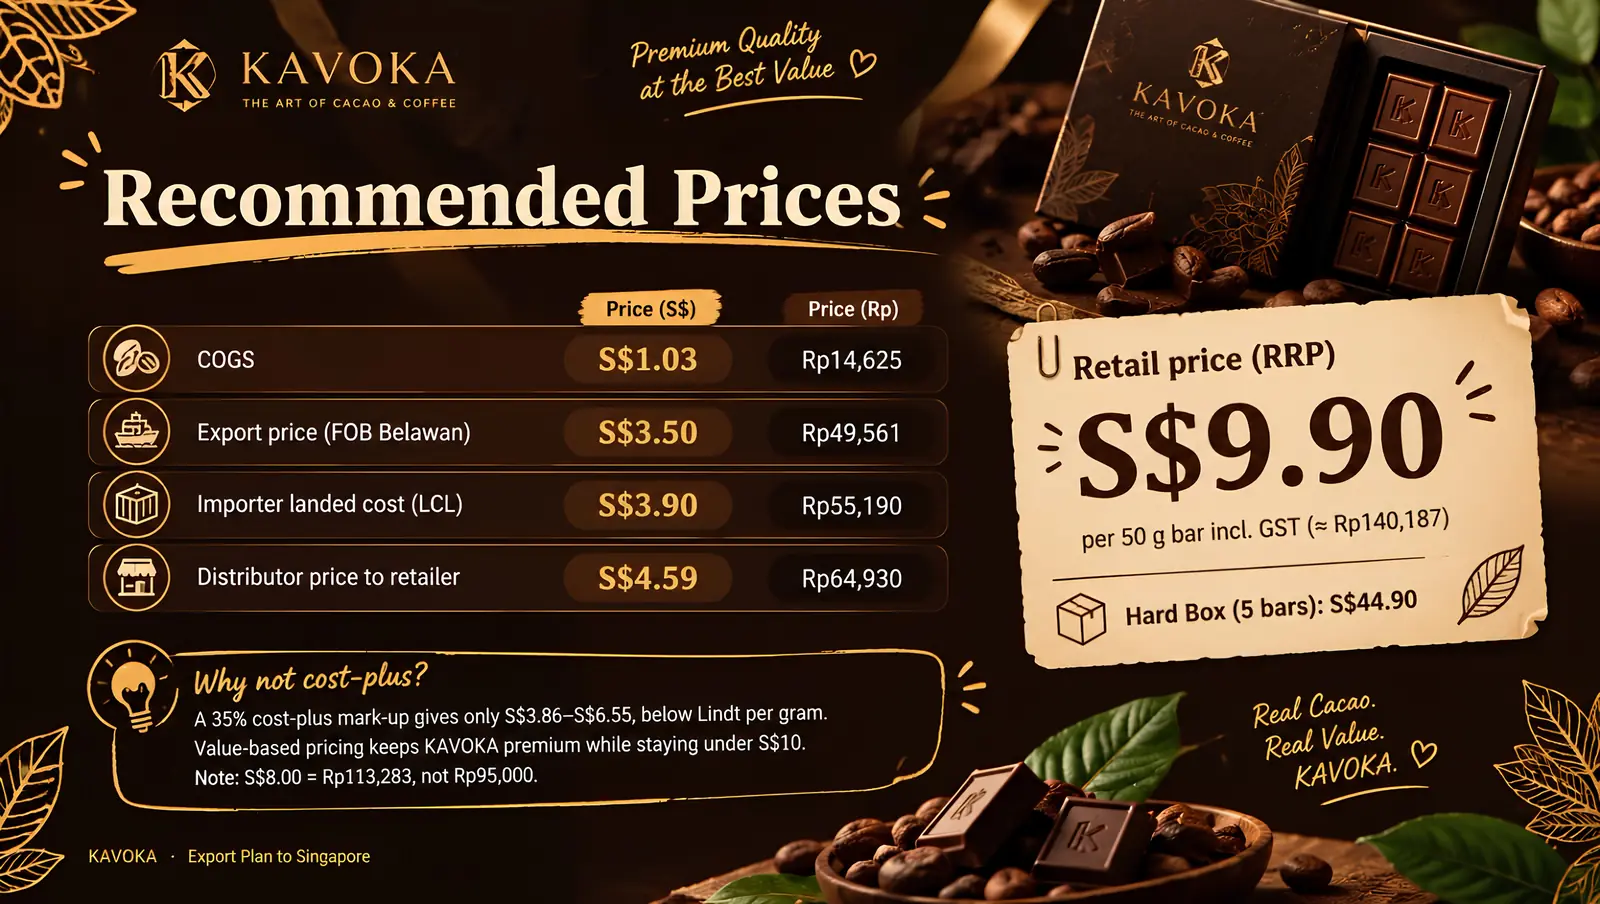 KAVOKA
THE ART OF CACAO & COFFEE
Premium Quality
at the Best Value
KAVOKA
THE ART OF CACAO & COFFEE
Recommended Prices
Price (S$) Price (Rp)
COGS S$1.03 Rp14,625
Export price (FOB Belawan) S$3.50 Rp49,561
Importer landed cost (LCL) S$3.90 Rp55,190
Distributor price to retailer S$4.59 Rp64,930
Retail price (RRP)
S$9.90
per 50 g bar incl. GST (≈ Rp140,187)
Hard Box (5 bars): S$44.90
Why not cost-plus?
A 35% cost-plus mark-up gives only S$3.86–S$6.55, below Lindt per gram.
Value-based pricing keeps KAVOKA premium while staying under S$10.
Note: S$8.00 = Rp113,283, not Rp95,000.
Real Cacao.
Real Value.
KAVOKA.
KAVOKA · Export Plan to Singapore